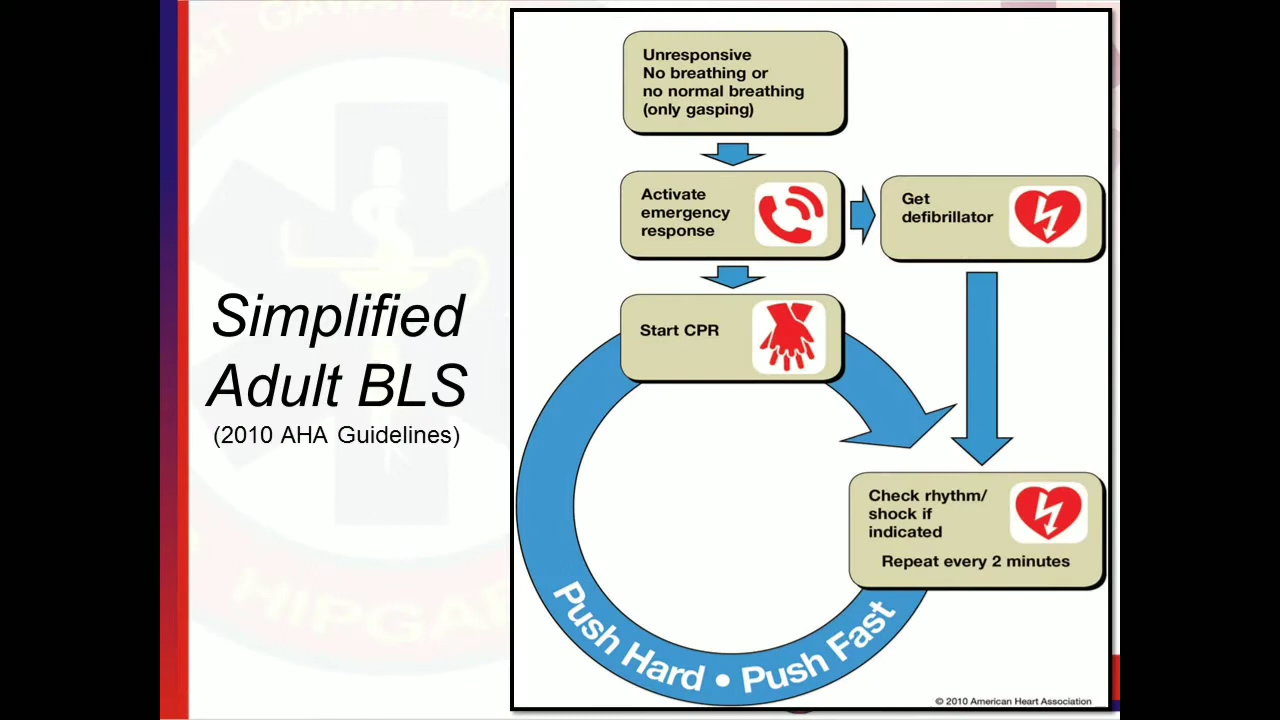 Simplified
Adult BLS
(2010 AHA Guidelines)
Unresponsive
No breathing or
no normal breathing
(only gasping)
Activate
emergency
response
Get
defibrillator
Start CPR
Check rhythm/
shock if
indicated
Repeat every 2 minutes
Push Hard • Push Fast
© 2010 American Heart Association